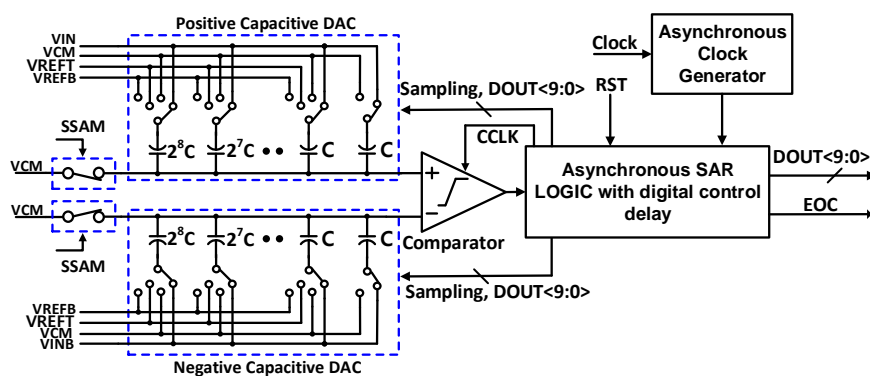 Positive Capacitive DAC
VIN
VCM
VREFT
VREFB
SSAM
VCM
2⁸C 2⁷C •• C C
Sampling, DOUT<9:0>
CCLK
Clock
Asynchronous
Clock
Generator
RST
+
−
Comparator
Asynchronous SAR
LOGIC with digital control
delay
DOUT<9:0>
EOC
VCM
SSAM
2⁸C 2⁷C •• C C
Sampling, DOUT<9:0>
VREFB
VREFT
VCM
VINB
Negative Capacitive DAC